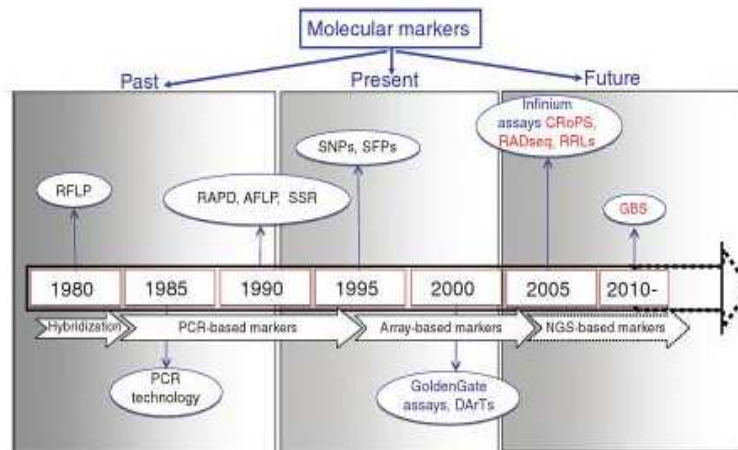 Molecular markers
Past
Present
Future
Infinium
assays CRoPS,
RADseq, RRLs
SNPs, SFPs
RFLP
RAPD, AFLP, SSR
GBS
1980
1985
1990
1995
2000
2005
2010-
Hybridization
PCR-based markers
Array-based markers
NGS-based markers
PCR
technology
GoldenGate
assays, DArTs